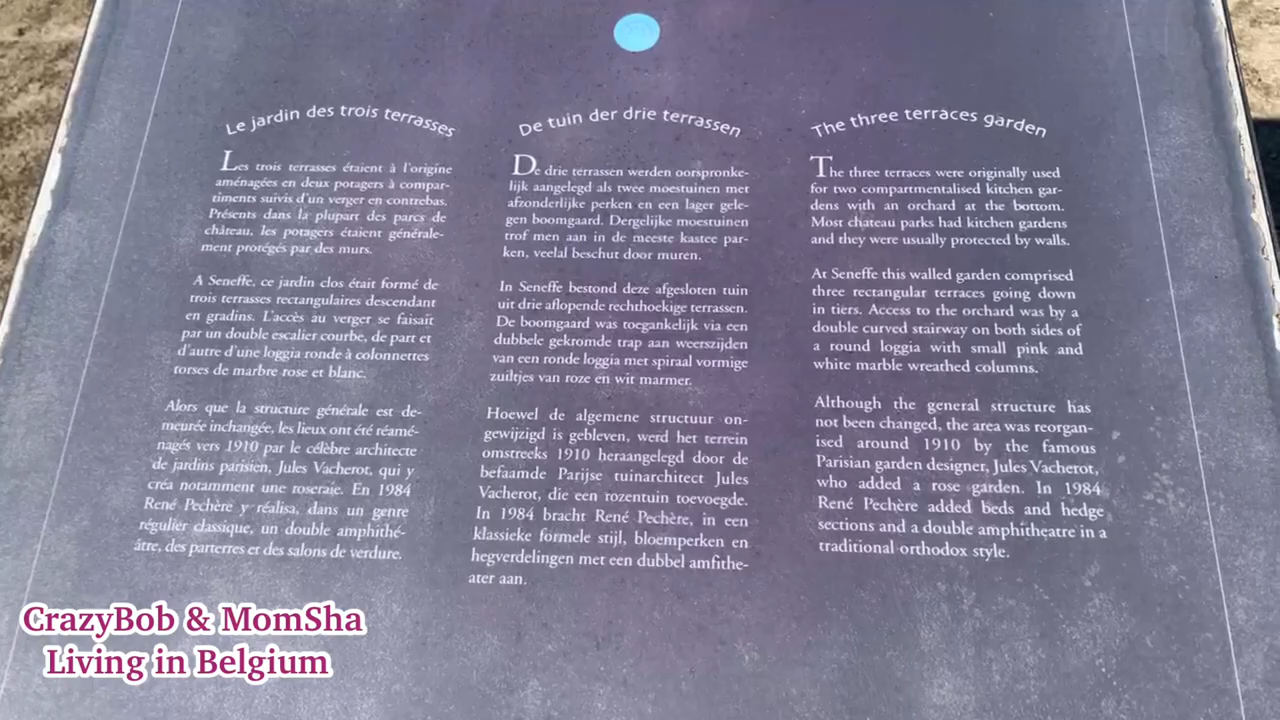 Le jardin des trois terrasses
Les trois terrasses étaient à l'origine
aménagées en deux potagers à compar-
timents suivis d'un verger en contrebas.
Présents dans la plupart des parcs de
château, les potagers étaient générale-
ment protégés par des murs.
A Seneffe, ce jardin clos était formé de
trois terrasses rectangulaires descendant
en gradins. L'accès au verger se faisait
par un double escalier courbe, de part et
d'autre d'une loggia ronde à colonnettes
torses de marbre rose et blanc.
Alors que la structure générale est de-
meurée inchangée, les lieux ont été réamé-
nagés vers 1910 par le célèbre architecte
de jardins parisien, Jules Vacherot, qui y
créa notamment une roseraie. En 1984
René Pechère y réalisa, dans un genre
régulier classique, un double amphithé-
âtre, des parterres et des salons de verdure.
De tuin der drie terrassen
De drie terrassen werden oorspronke-
lijk aangelegd als twee moestuinen met
afzonderlijke perken en een lager gele-
gen boomgaard. Dergelijke moestuinen
trof men aan in de meeste kastee par-
ken, veelal beschut door muren.
In Seneffe bestond deze afgesloten tuin
uit drie aflopende rechthoekige terrassen.
De boomgaard was toegankelijk via een
dubbele gekromde trap aan weerszijden
van een ronde loggia met spiraal vormige
zuiltjes van roze en wit marmer.
Hoewel de algemene structuur on-
gewijzigd is gebleven, werd het terrein
omstreeks 1910 heraangelegd door de
befaamde Parijse tuinarchitect Jules
Vacherot, die een rozentuin toevoegde.
In 1984 bracht René Pechère, in een
klassieke formele stijl, bloemperken en
hegverdelingen met een dubbel amfithe-
ater aan.
The three terraces garden
The three terraces were originally used
for two compartmentalised kitchen gar-
dens with an orchard at the bottom.
Most chateau parks had kitchen gardens
and they were usually protected by walls.
At Seneffe this walled garden comprised
three rectangular terraces going down
in tiers. Access to the orchard was by a
double curved stairway on both sides of
a round loggia with small pink and
white marble wreathed columns.
Although the general structure has
not been changed, the area was reorgan-
ised around 1910 by the famous
Parisian garden designer, Jules Vacherot,
who added a rose garden. In 1984
René Pechère added beds and hedge
sections and a double amphitheatre in a
traditional orthodox style.
CrazyBob & MomSha
Living in Belgium